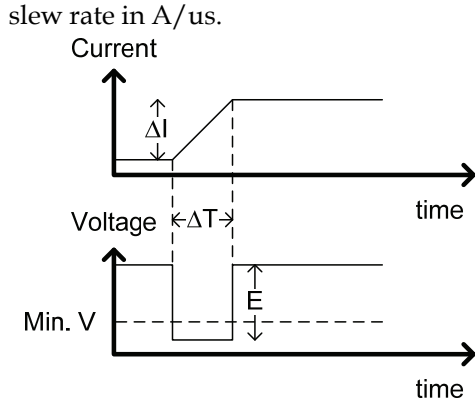 slew rate in A/us.
Current
ΔI
time
Voltage
ΔT
E
Min. V
time